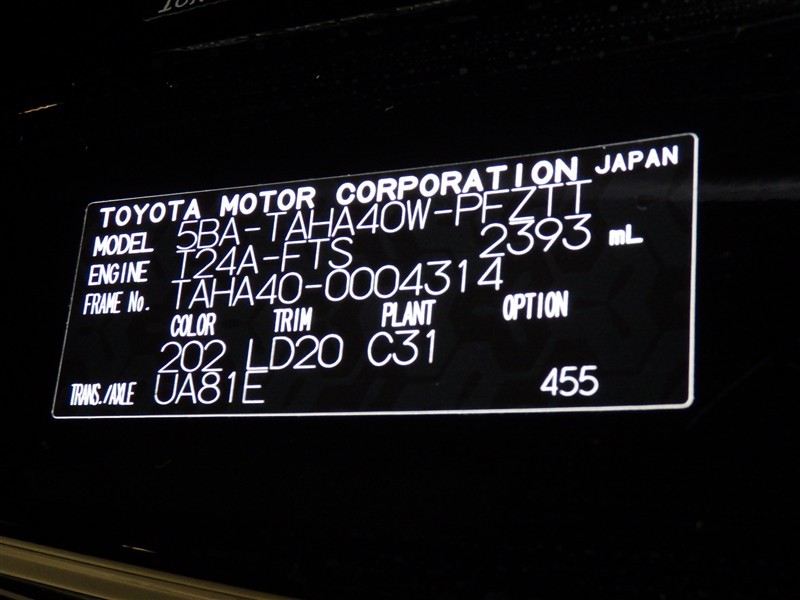 TOYOTA MOTOR CORPORATION JAPAN
MODEL 5BA-TAHA40W-PFZTT
ENGINE T24A-FTS 2393 mL
FRAME No. TAHA40-0004314
COLOR TRIM PLANT OPTION
202 LD20 C31
TRANS./AXLE UA81E 455